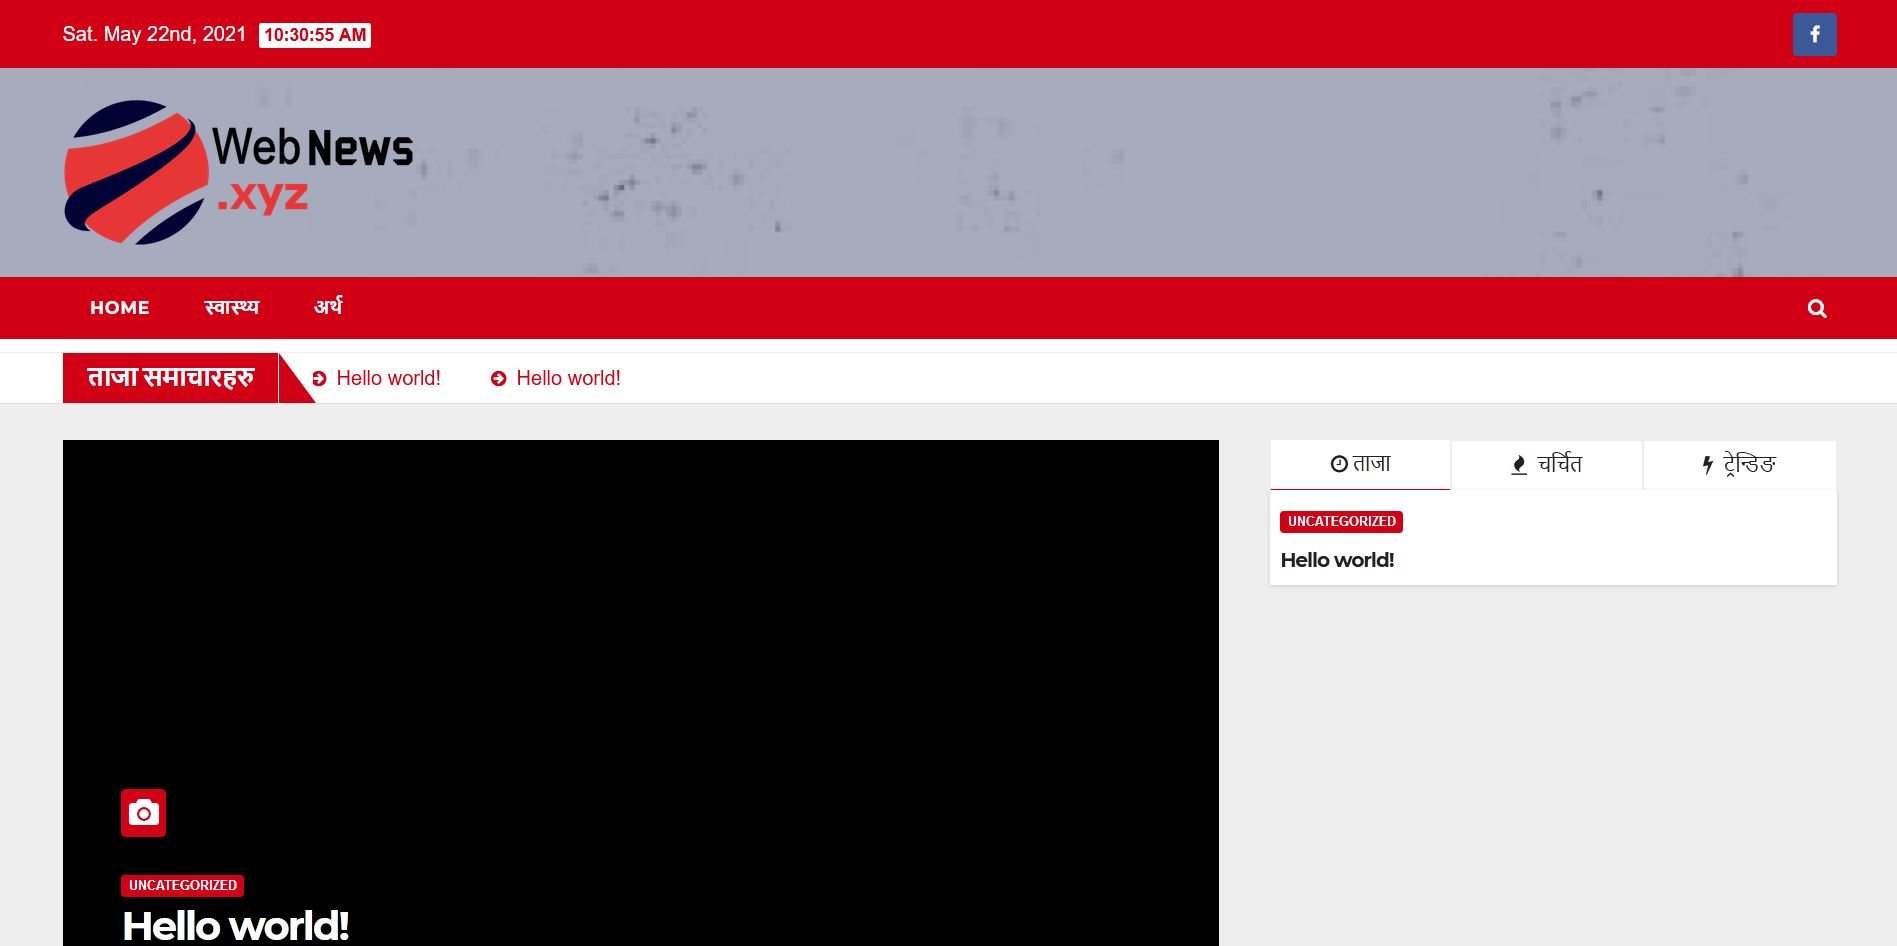 Sat. May 22nd, 2021 10:30:55 AM
Web News
.xyz
HOME स्वास्थ्य अर्थ
ताजा समाचारहरु Hello world! Hello world!
ताजा चर्चित ट्रेन्डिङ
UNCATEGORIZED
Hello world!
UNCATEGORIZED
Hello world!